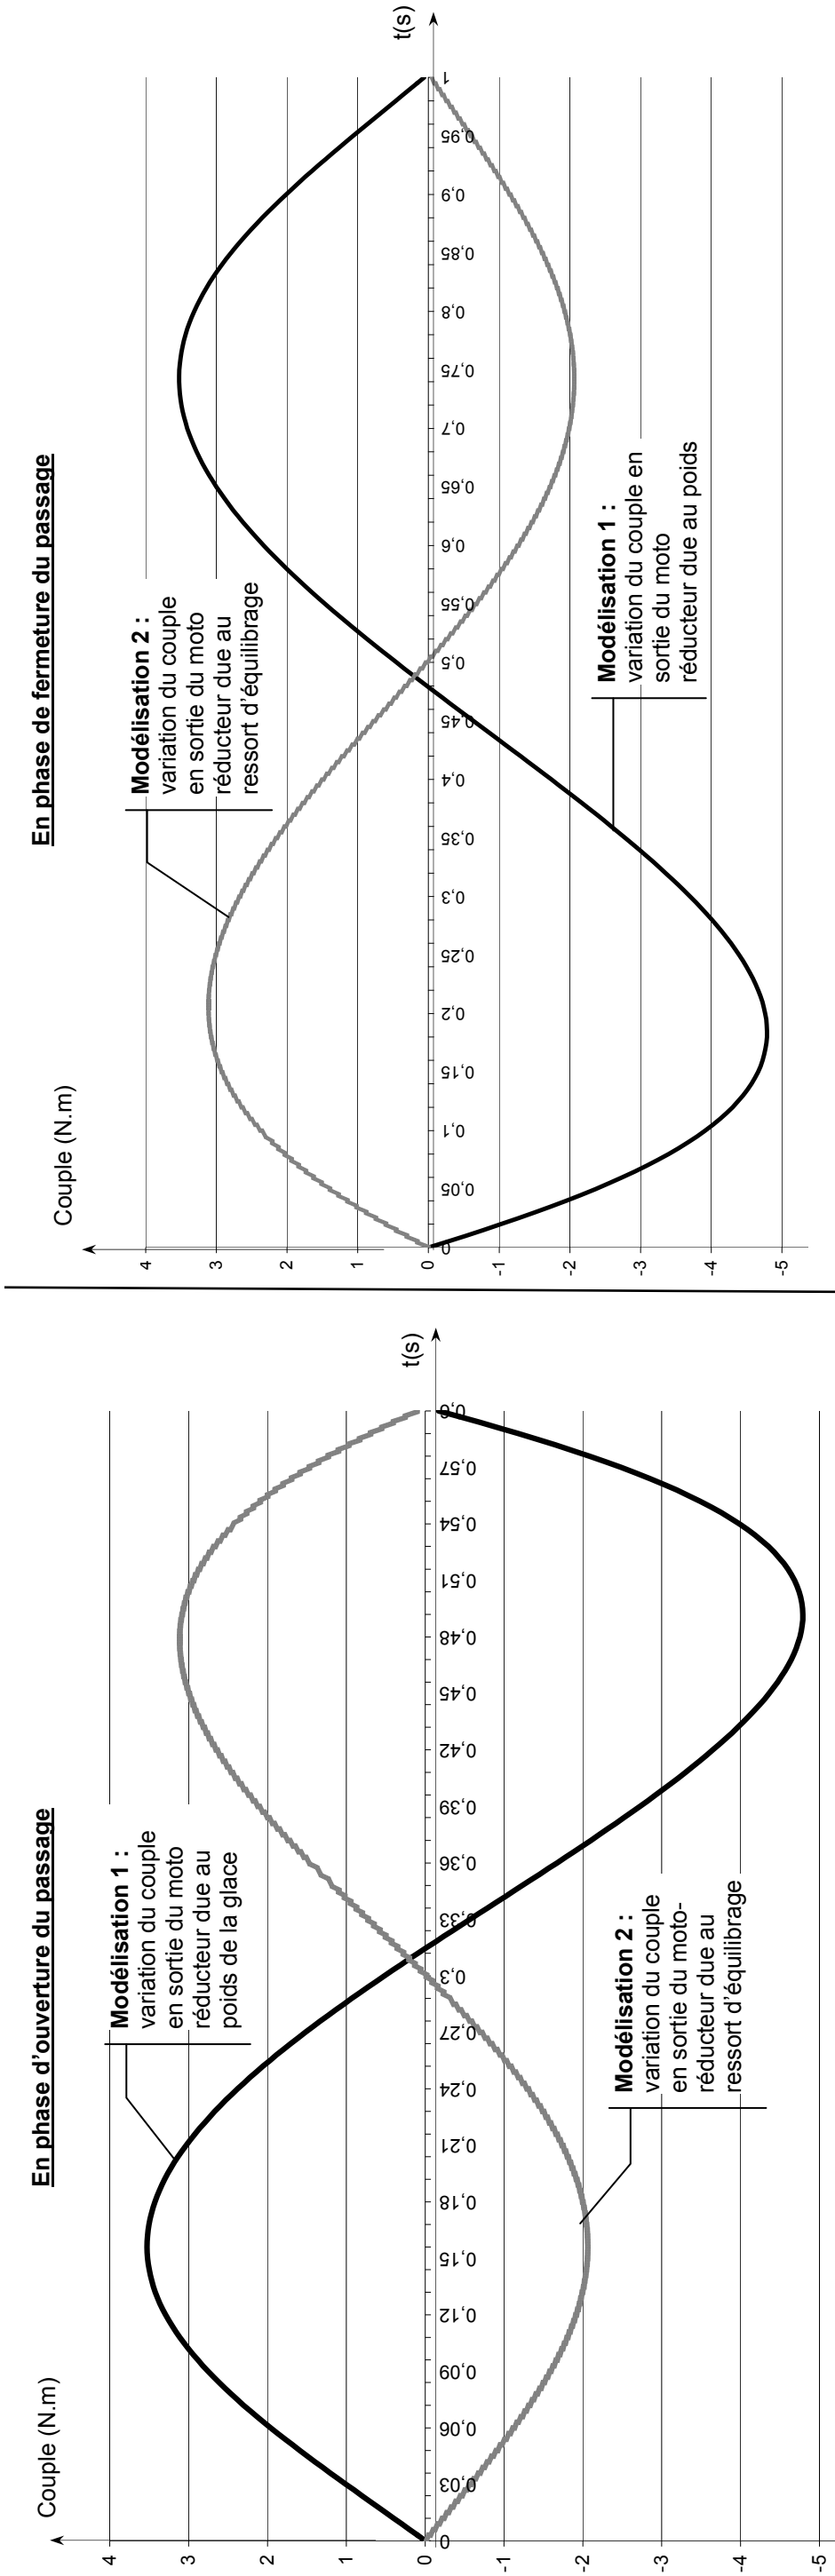 En phase d'ouverture du passage
Couple (N.m)
4
3
2
1
0
-1
-2
-3
-4
-5
0
0,03
0,06
0,09
0,12
0,15
0,18
0,21
0,24
0,27
0,3
0,33
0,36
0,39
0,42
0,45
0,48
0,51
0,54
0,57
0,6
t(s)
Modélisation 1 :
variation du couple
en sortie du moto
réducteur due au
poids de la glace
Modélisation 2 :
variation du couple
en sortie du moto-
réducteur due au
ressort d'équilibrage
En phase de fermeture du passage
Couple (N.m)
4
3
2
1
0
-1
-2
-3
-4
-5
0
0,05
0,1
0,15
0,2
0,25
0,3
0,35
0,4
0,45
0,5
0,55
0,6
0,65
0,7
0,75
0,8
0,85
0,9
0,95
1
t(s)
Modélisation 2 :
variation du couple
en sortie du moto
réducteur due au
ressort d'équilibrage
Modélisation 1 :
variation du couple en
sortie du moto
réducteur due au poids